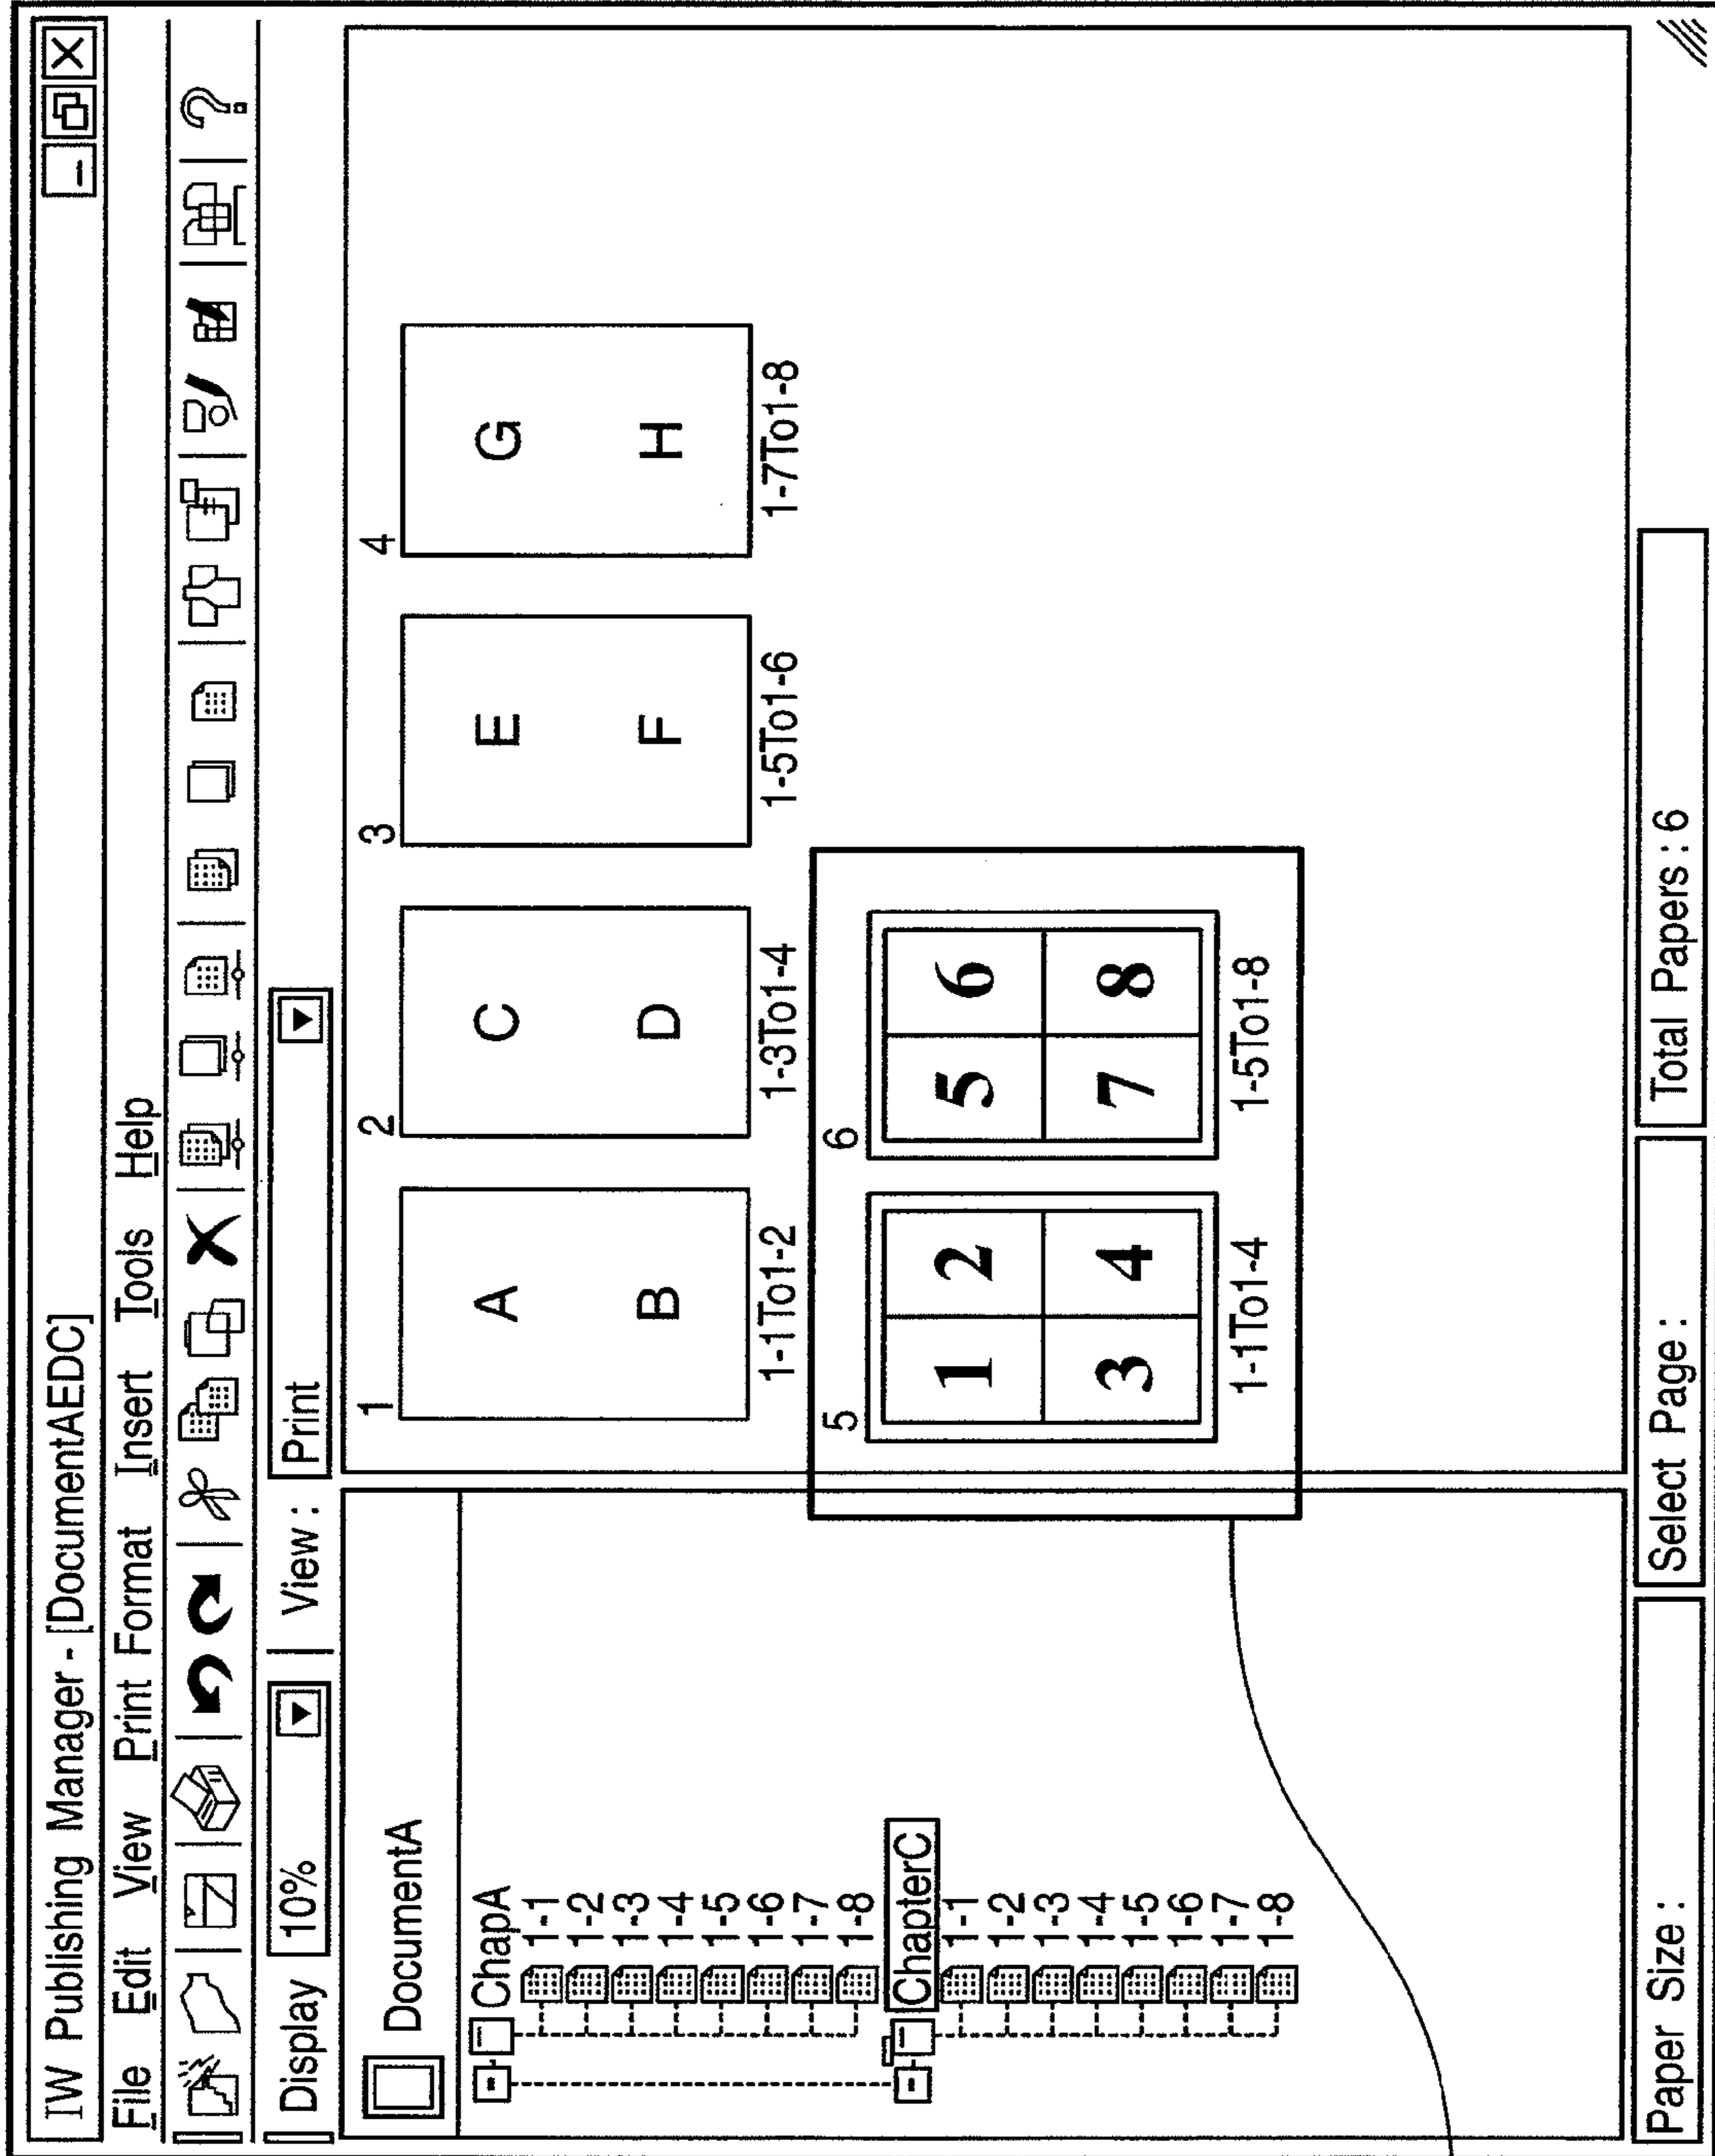 IW Publishing Manager - [DocumentAEDC]
File Edit View Print Format Insert Tools Help
?
Display 10% View : Print
DocumentA
ChapA
1-1
1-2
1-3
1-4
1-5
1-6
1-7
1-8
ChapterC
1-1
1-2
1-3
1-4
1-5
1-6
1-7
1-8
1 2 3 4
A C E G
B D F H
1-1To1-2 1-3To1-4 1-5To1-6 1-7To1-8
5 6
1 2 5 6
3 4 7 8
1-1To1-4 1-5To1-8
Paper Size : Select Page : Total Papers : 6